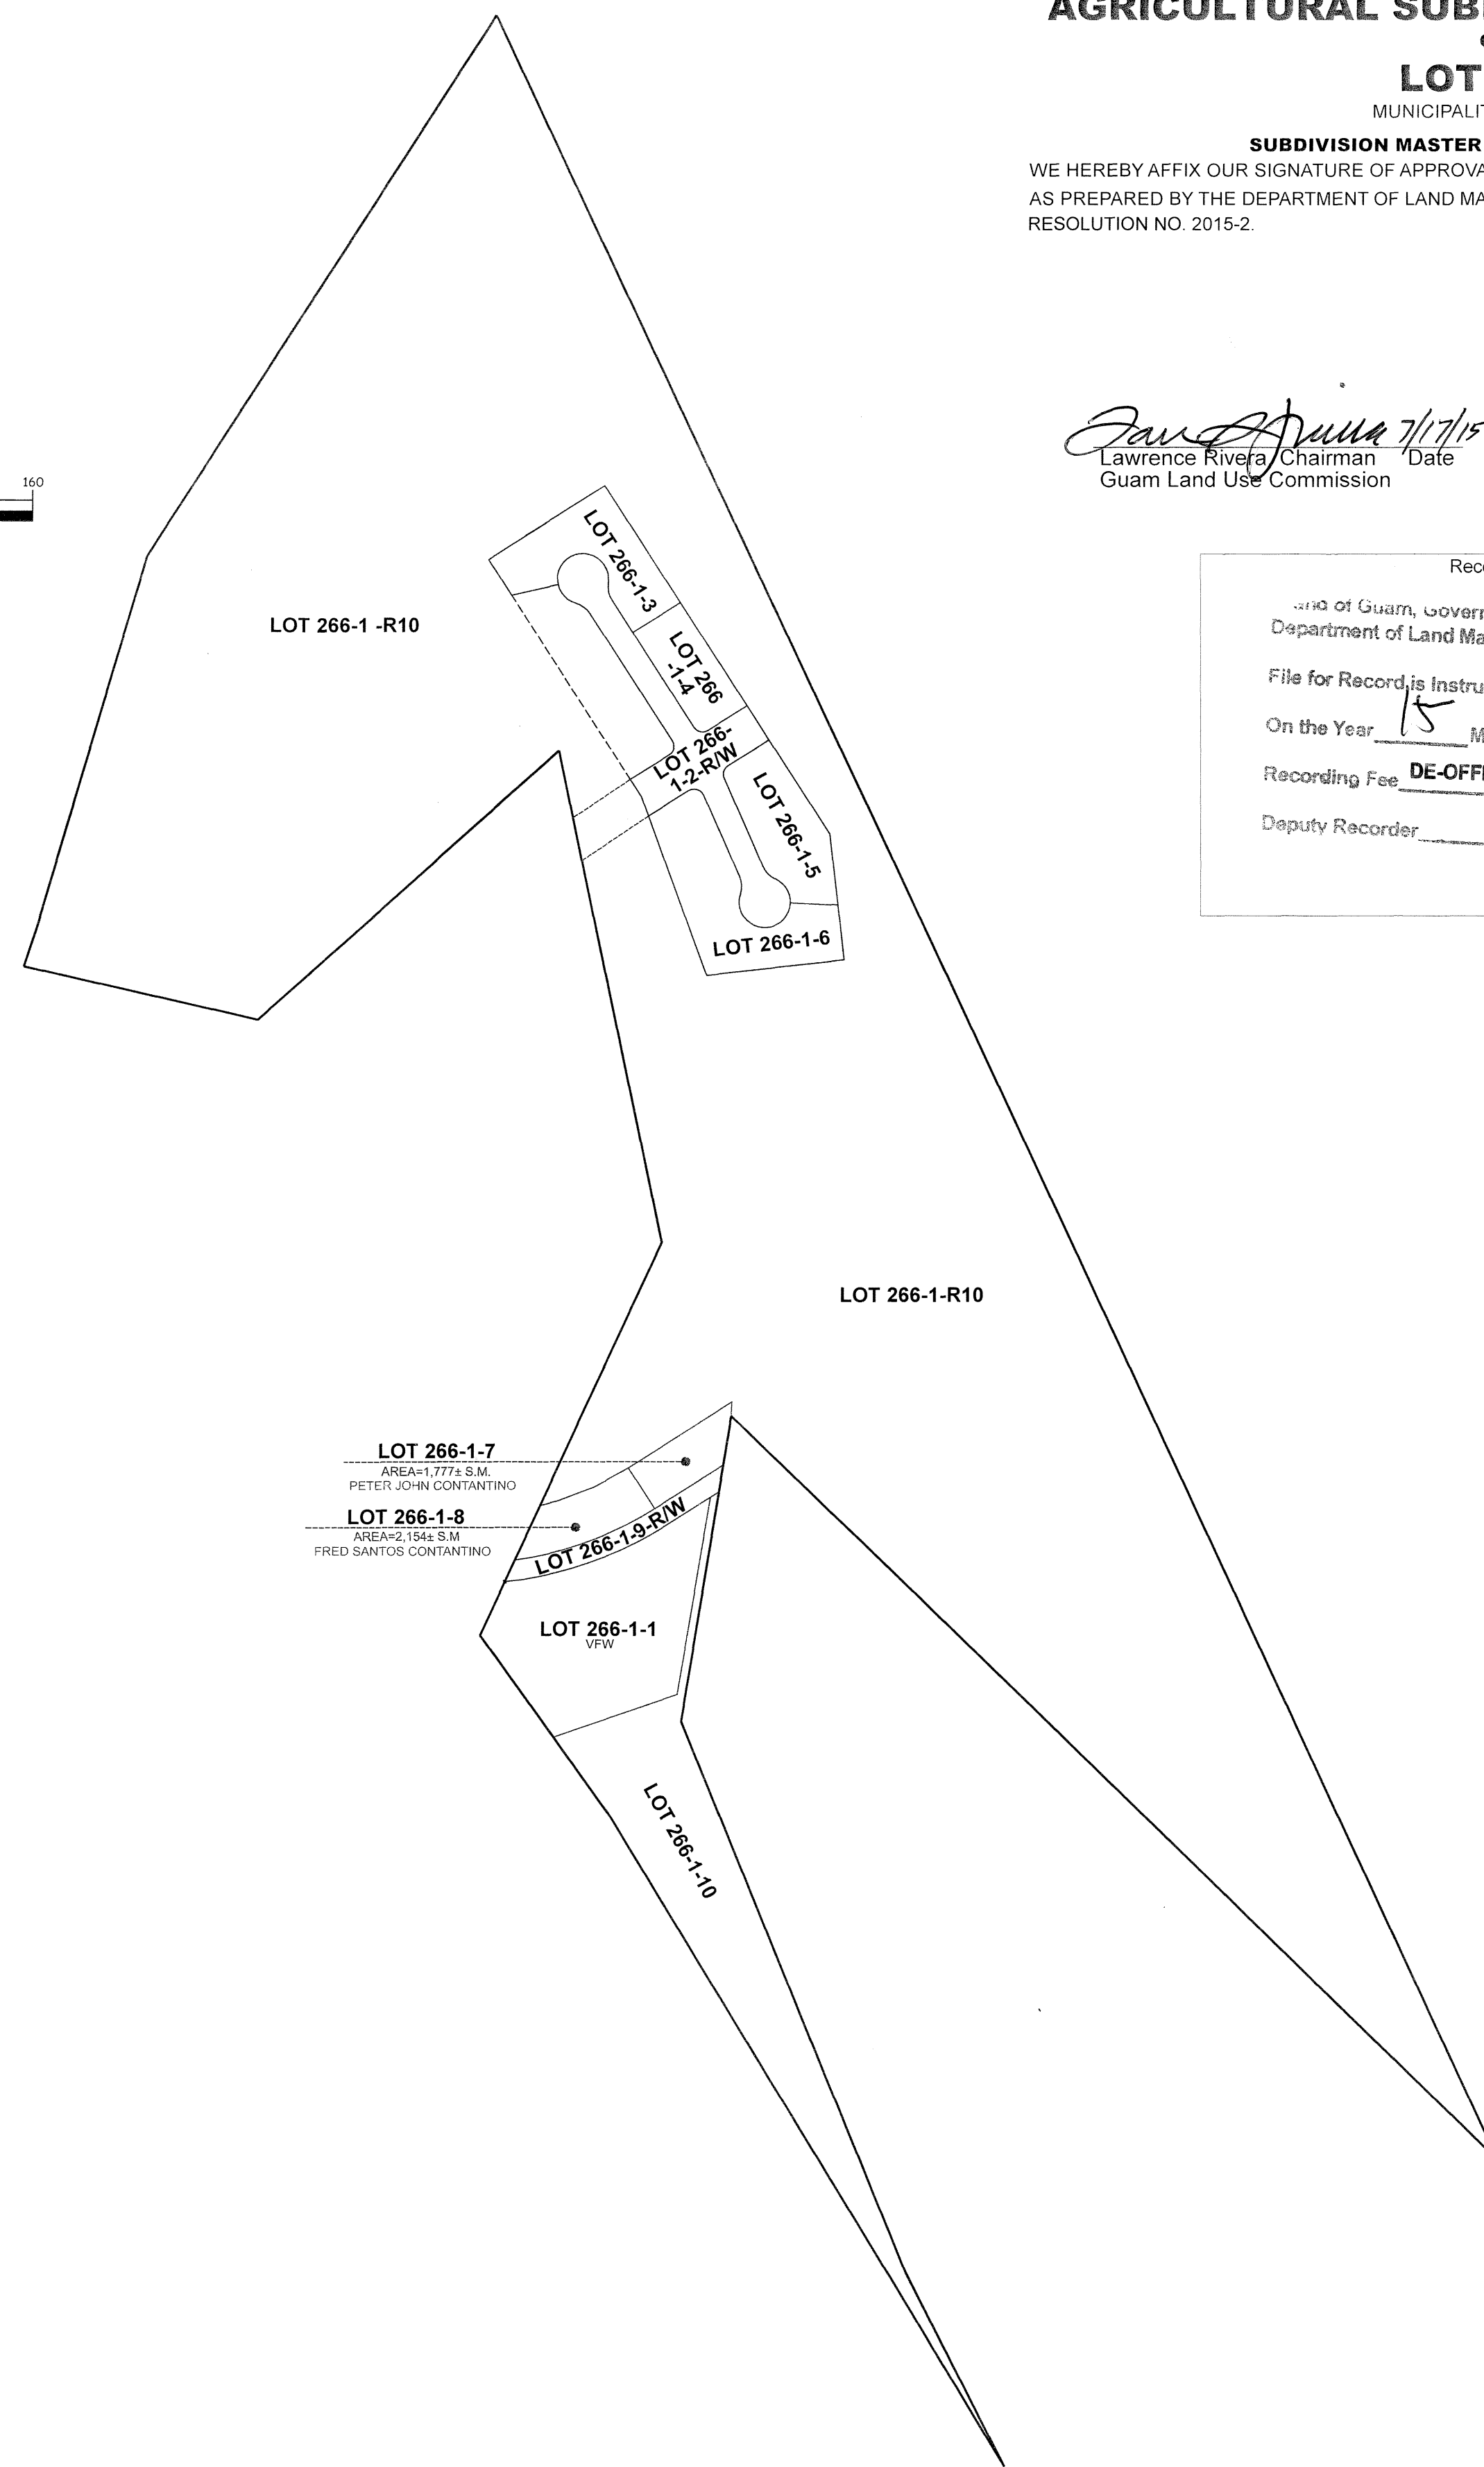 AGRICULTURAL SUB
LOT
MUNICIPALIT
SUBDIVISION MASTER
WE HEREBY AFFIX OUR SIGNATURE OF APPROVA
AS PREPARED BY THE DEPARTMENT OF LAND MA
RESOLUTION NO. 2015-2.
7/17/15
Lawrence Rivera, Chairman Date
Guam Land Use Commission
160
Rec
of Guam, Govern
Department of Land Ma
File for Record is Instru
On the Year 15 M
Recording Fee DE-OFF
Deputy Recorder
LOT 266-1 -R10
LOT 266-1-3
LOT 266
-1-4
LOT 266-
1-2-R/W
LOT 266-1-5
LOT 266-1-6
LOT 266-1-R10
LOT 266-1-7
AREA=1,777± S.M.
PETER JOHN CONTANTINO
LOT 266-1-8
AREA=2,154± S.M
FRED SANTOS CONTANTINO
LOT 266-1-9-R/W
LOT 266-1-1
VFW
LOT 266-1-10